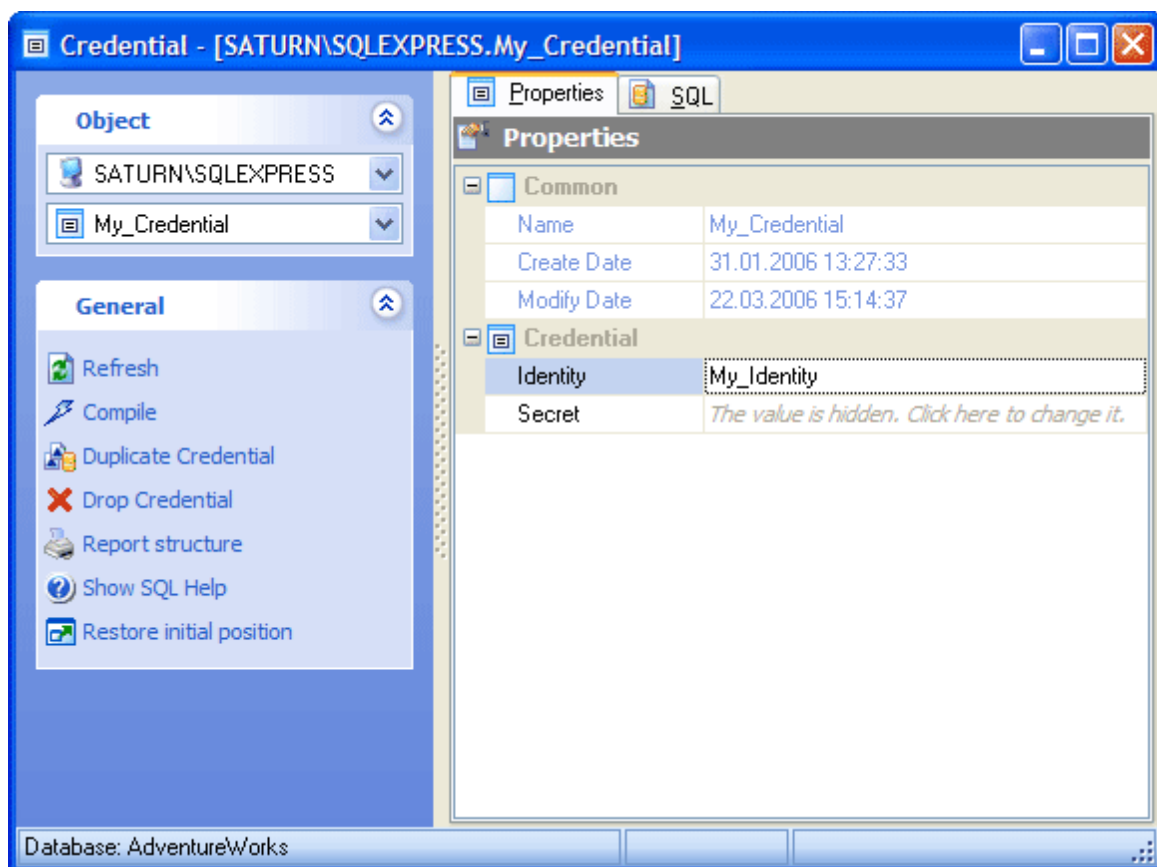 Credential - [SATURN\SQLEXPRESS.My_Credential]
Object
SATURN\SQLEXPRESS
My_Credential
General
Refresh
Compile
Duplicate Credential
Drop Credential
Report structure
Show SQL Help
Restore initial position
Properties SQL
Properties
Common
Name My_Credential
Create Date 31.01.2006 13:27:33
Modify Date 22.03.2006 15:14:37
Credential
Identity My_Identity
Secret The value is hidden. Click here to change it.
Database: AdventureWorks